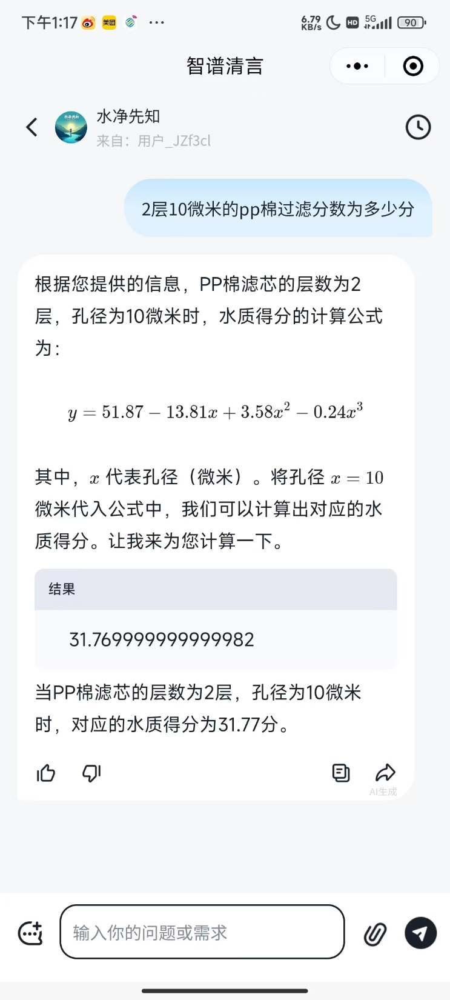 下午1:17 美团 ... 6.79 KB/s HD 5G 90
智谱清言
水净先知
来自：用户_JZf3cl
2层10微米的pp棉过滤分数为多少分
根据您提供的信息，PP棉滤芯的层数为2
层，孔径为10微米时，水质得分的计算公式
为：
y = 51.87 − 13.81x + 3.58x² − 0.24x³
其中，x 代表孔径（微米）。将孔径 x = 10
微米代入公式中，我们可以计算出对应的水
质得分。让我来为您计算一下。
结果
31.769999999999982
当PP棉滤芯的层数为2层，孔径为10微米
时，对应的水质得分为31.77分。
AI生成
输入你的问题或需求